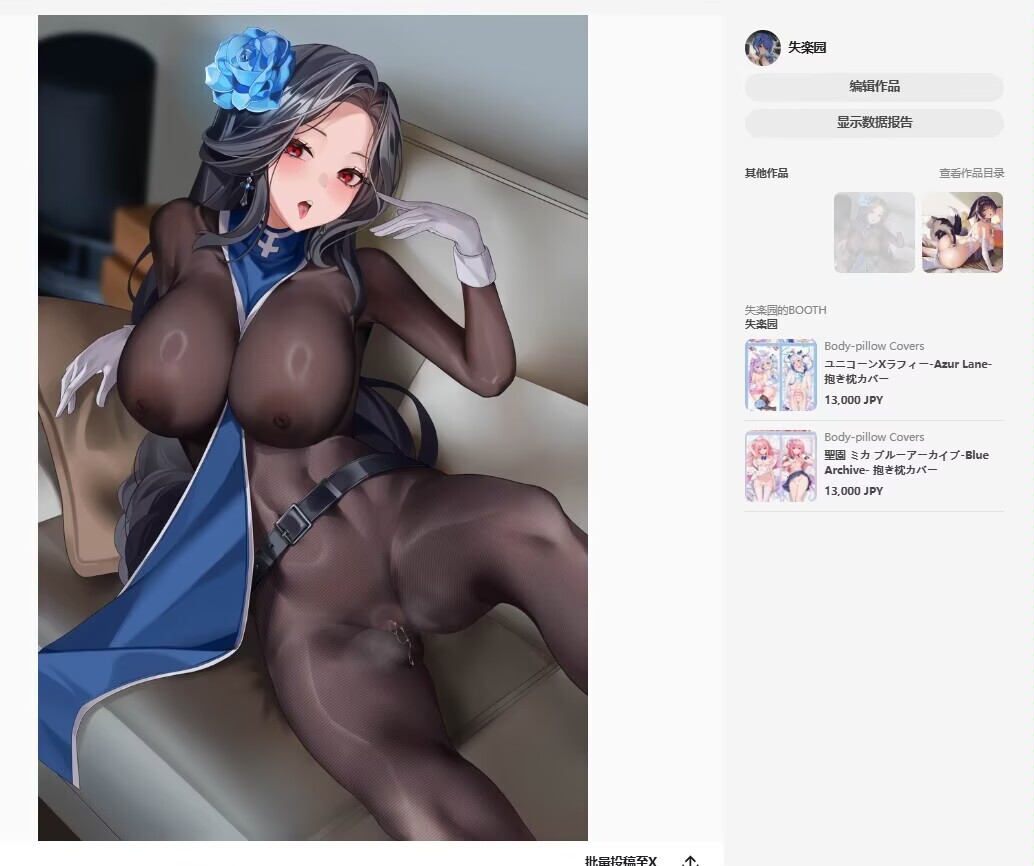 失楽园
编辑作品
显示数据报告
其他作品
查看作品目录
失楽园的BOOTH
失楽园
Body-pillow Covers
ユニコーンXラフィー-Azur Lane-
抱き枕カバー
13,000 JPY
Body-pillow Covers
聖園 ミカ ブルーアーカイブ-Blue
Archive- 抱き枕カバー
13,000 JPY
批量投稿至X